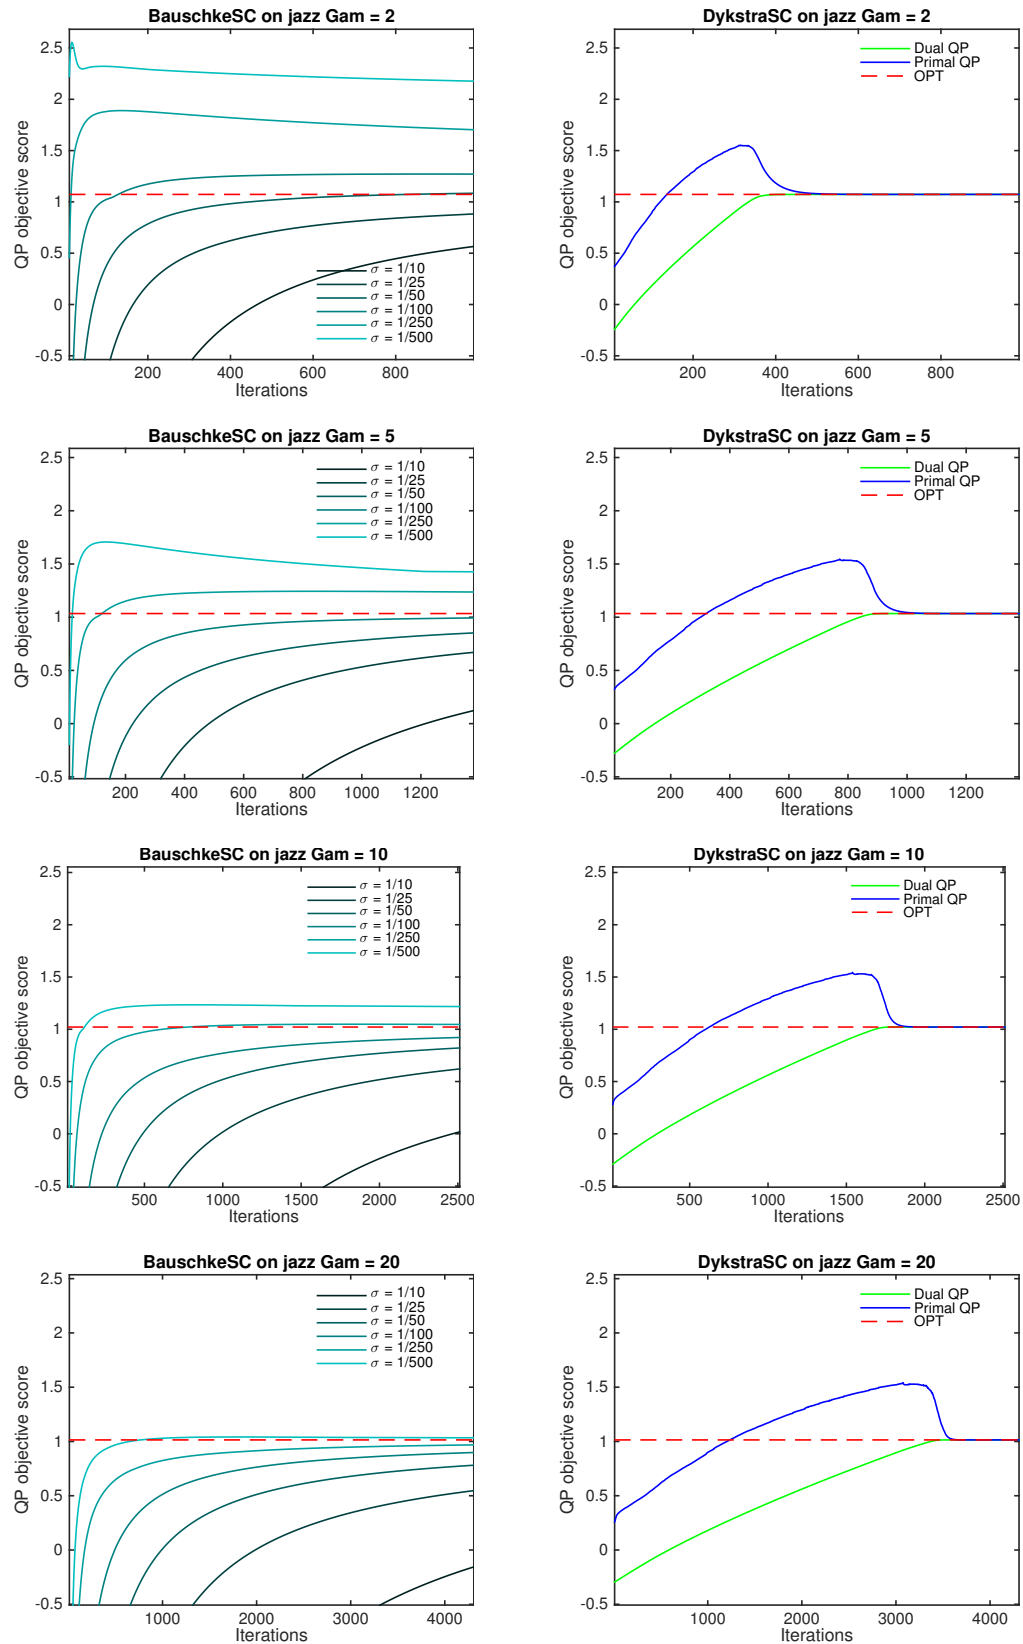 BauschkeSC on jazz Gam = 2
2.5
2
1.5
1
0.5
0
-0.5
QP objective score
σ = 1/10
σ = 1/25
σ = 1/50
σ = 1/100
σ = 1/250
σ = 1/500
200 400 600 800
Iterations
DykstraSC on jazz Gam = 2
2.5
2
1.5
1
0.5
0
-0.5
QP objective score
Dual QP
Primal QP
OPT
200 400 600 800
Iterations
BauschkeSC on jazz Gam = 5
2.5
2
1.5
1
0.5
0
-0.5
QP objective score
σ = 1/10
σ = 1/25
σ = 1/50
σ = 1/100
σ = 1/250
σ = 1/500
200 400 600 800 1000 1200
Iterations
DykstraSC on jazz Gam = 5
2.5
2
1.5
1
0.5
0
-0.5
QP objective score
Dual QP
Primal QP
OPT
200 400 600 800 1000 1200
Iterations
BauschkeSC on jazz Gam = 10
2.5
2
1.5
1
0.5
0
-0.5
QP objective score
σ = 1/10
σ = 1/25
σ = 1/50
σ = 1/100
σ = 1/250
σ = 1/500
500 1000 1500 2000 2500
Iterations
DykstraSC on jazz Gam = 10
2.5
2
1.5
1
0.5
0
-0.5
QP objective score
Dual QP
Primal QP
OPT
500 1000 1500 2000 2500
Iterations
BauschkeSC on jazz Gam = 20
2.5
2
1.5
1
0.5
0
-0.5
QP objective score
σ = 1/10
σ = 1/25
σ = 1/50
σ = 1/100
σ = 1/250
σ = 1/500
1000 2000 3000 4000
Iterations
DykstraSC on jazz Gam = 20
2.5
2
1.5
1
0.5
0
-0.5
QP objective score
Dual QP
Primal QP
OPT
1000 2000 3000 4000
Iterations